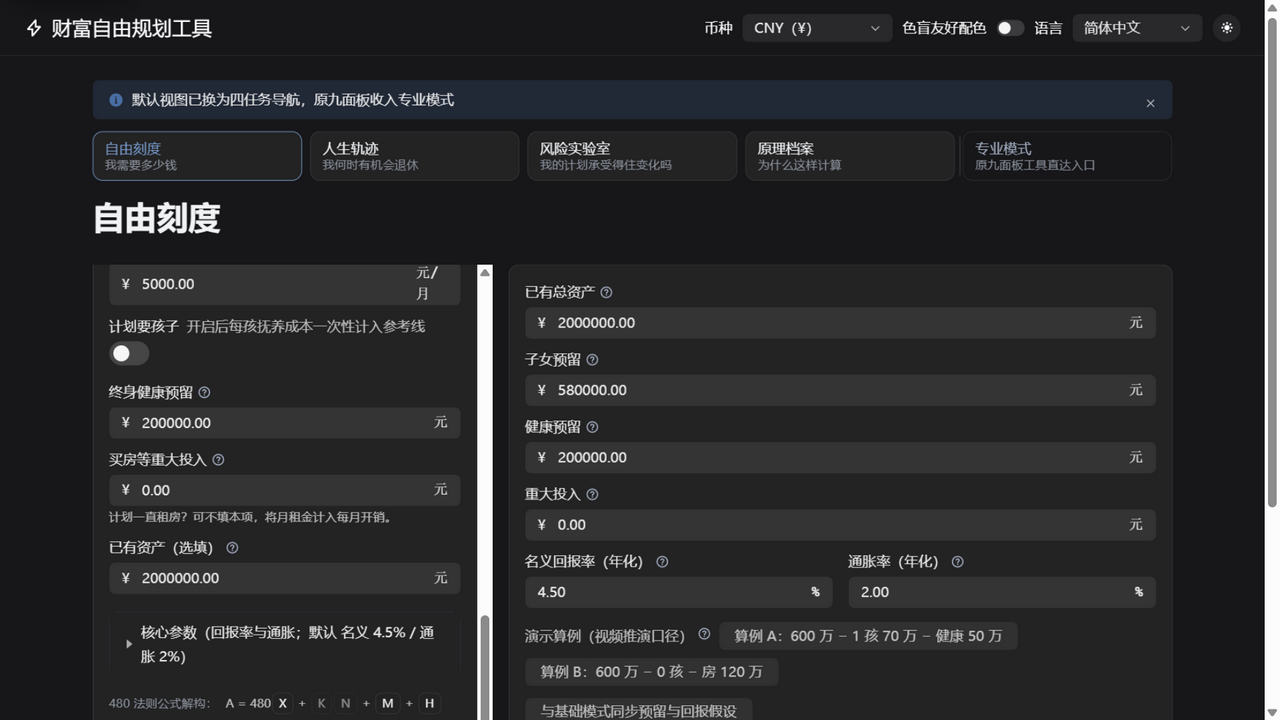 财富自由规划工具
币种 CNY (¥) 色盲友好配色 语言 简体中文
默认视图已换为四任务导航，原九面板收入专业模式
自由刻度 人生轨迹 风险实验室 原理档案 专业模式
我需要多少钱 我何时有机会退休 我的计划承受得住变化吗 为什么这样计算 原九面板工具直达入口
自由刻度
¥ 5000.00 元/
月
计划要孩子 开启后每孩抚养成本一次性计入参考线
终身健康预留
¥ 200000.00 元
买房等重大投入
¥ 0.00 元
计划一直租房？可不填本项，将月租金计入每月开销。
已有资产（选填）
¥ 2000000.00 元
核心参数（回报率与通胀；默认 名义 4.5% / 通
胀 2%)
480 法则公式解构： A = 480 X + K N + M + H
已有总资产
¥ 2000000.00 元
子女预留
¥ 580000.00 元
健康预留
¥ 200000.00 元
重大投入
¥ 0.00 元
名义回报率（年化） 通胀率（年化）
4.50 % 2.00 %
演示算例（视频推演口径） 算例 A：600 万 − 1 孩 70 万 − 健康 50 万
算例 B：600 万 − 0 孩 − 房 120 万
与基础模式同步预留与回报假设